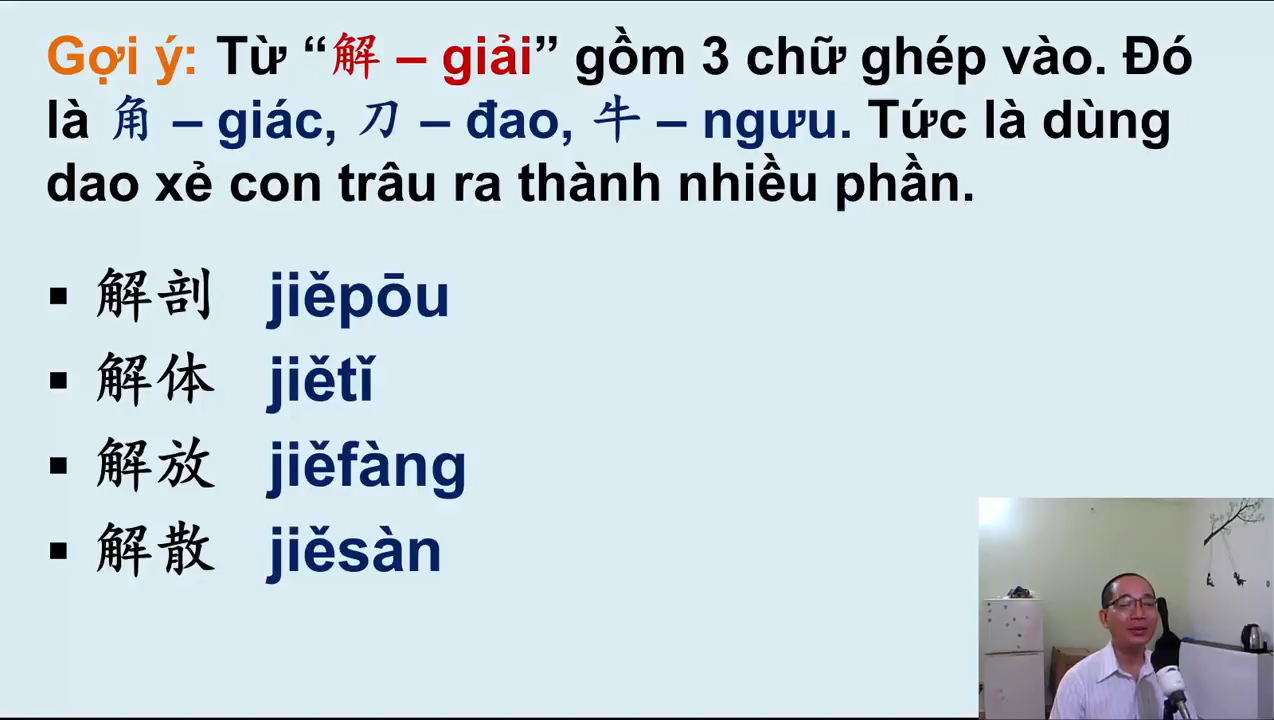 Gợi ý: Từ “解 – giải” gồm 3 chữ ghép vào. Đó
là 角 – giác, 刀 – đao, 牛 – ngưu. Tức là dùng
dao xẻ con trâu ra thành nhiều phần.
▪ 解剖 jiěpōu
▪ 解体 jiětǐ
▪ 解放 jiěfàng
▪ 解散 jiěsàn